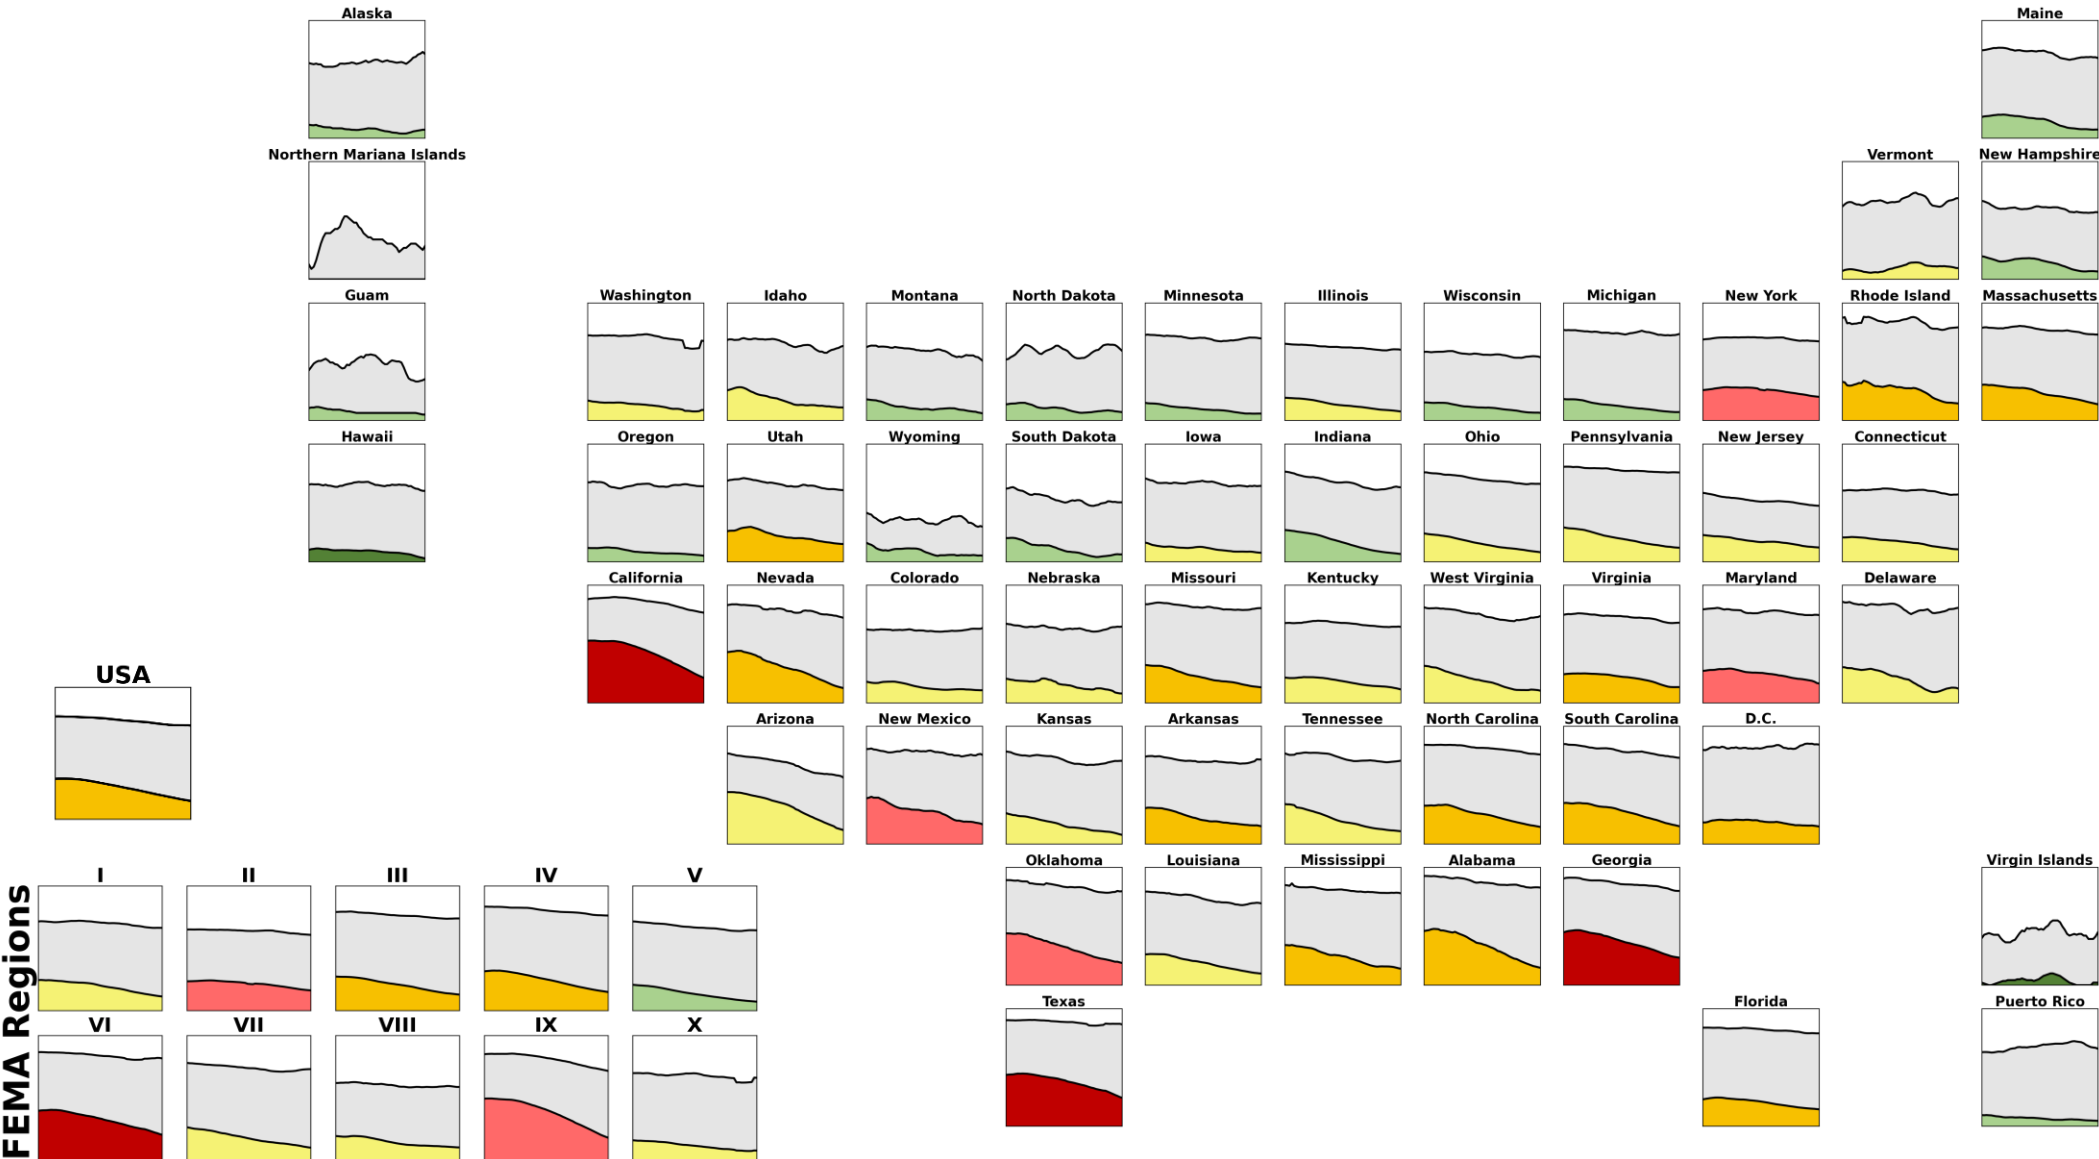 Alaska
Maine
Northern Mariana Islands
Vermont
New Hampshire
Guam
Washington
Idaho
Montana
North Dakota
Minnesota
Illinois
Wisconsin
Michigan
New York
Rhode Island
Massachusetts
Hawaii
Oregon
Utah
Wyoming
South Dakota
Iowa
Indiana
Ohio
Pennsylvania
New Jersey
Connecticut
California
Nevada
Colorado
Nebraska
Missouri
Kentucky
West Virginia
Virginia
Maryland
Delaware
USA
Arizona
New Mexico
Kansas
Arkansas
Tennessee
North Carolina
South Carolina
D.C.
Oklahoma
Louisiana
Mississippi
Alabama
Georgia
Virgin Islands
Texas
Florida
Puerto Rico
FEMA Regions
I
II
III
IV
V
VI
VII
VIII
IX
X